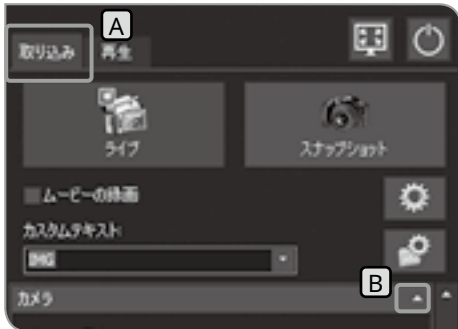 A
取り込み 再生
ライブ スナップショット
ムービーの録画
カスタムテキスト
IMG
B
カメラ